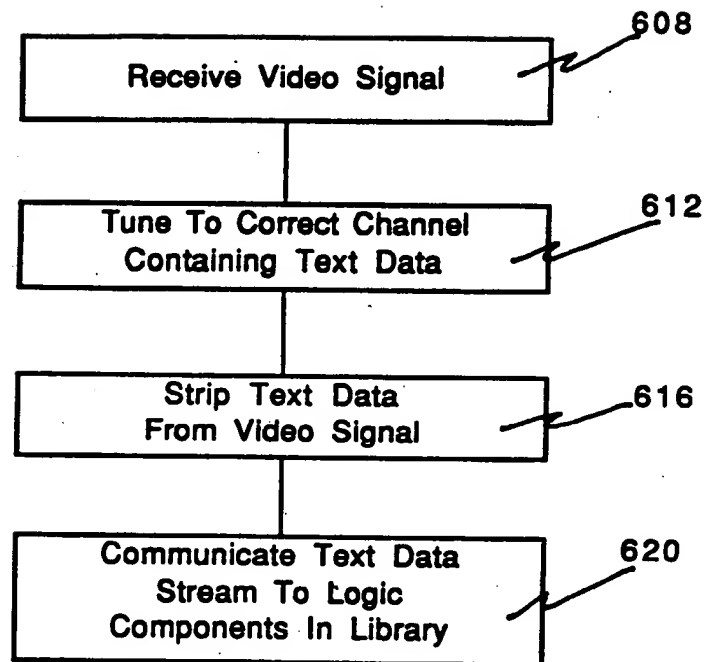 608
Receive Video Signal
612
Tune To Correct Channel
Containing Text Data
Strip Text Data
616
From Video Signal
Communicate Text Data
620
Stream To Logic
Components In Library